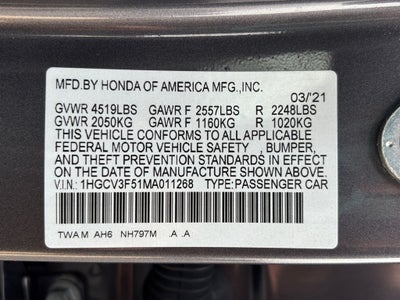 MFD.BY HONDA OF AMERICA MFG.,INC.
03/'21
GVWR 4519LBS GAWR F 2557LBS R 2248LBS
GVWR 2050KG GAWR F 1160KG R 1020KG
THIS VEHICLE CONFORMS TO ALL APPLICABLE
FEDERAL MOTOR VEHICLE SAFETY , BUMPER,
AND THEFT PREVENTION STANDARDS IN EFFECT
ON THE DATE OF MANUFACTURE SHOWN ABOVE.
V.I.N.: 1HGCV3F51MA011268 TYPE:PASSENGER CAR
TWA M AH6 NH797M .A .A